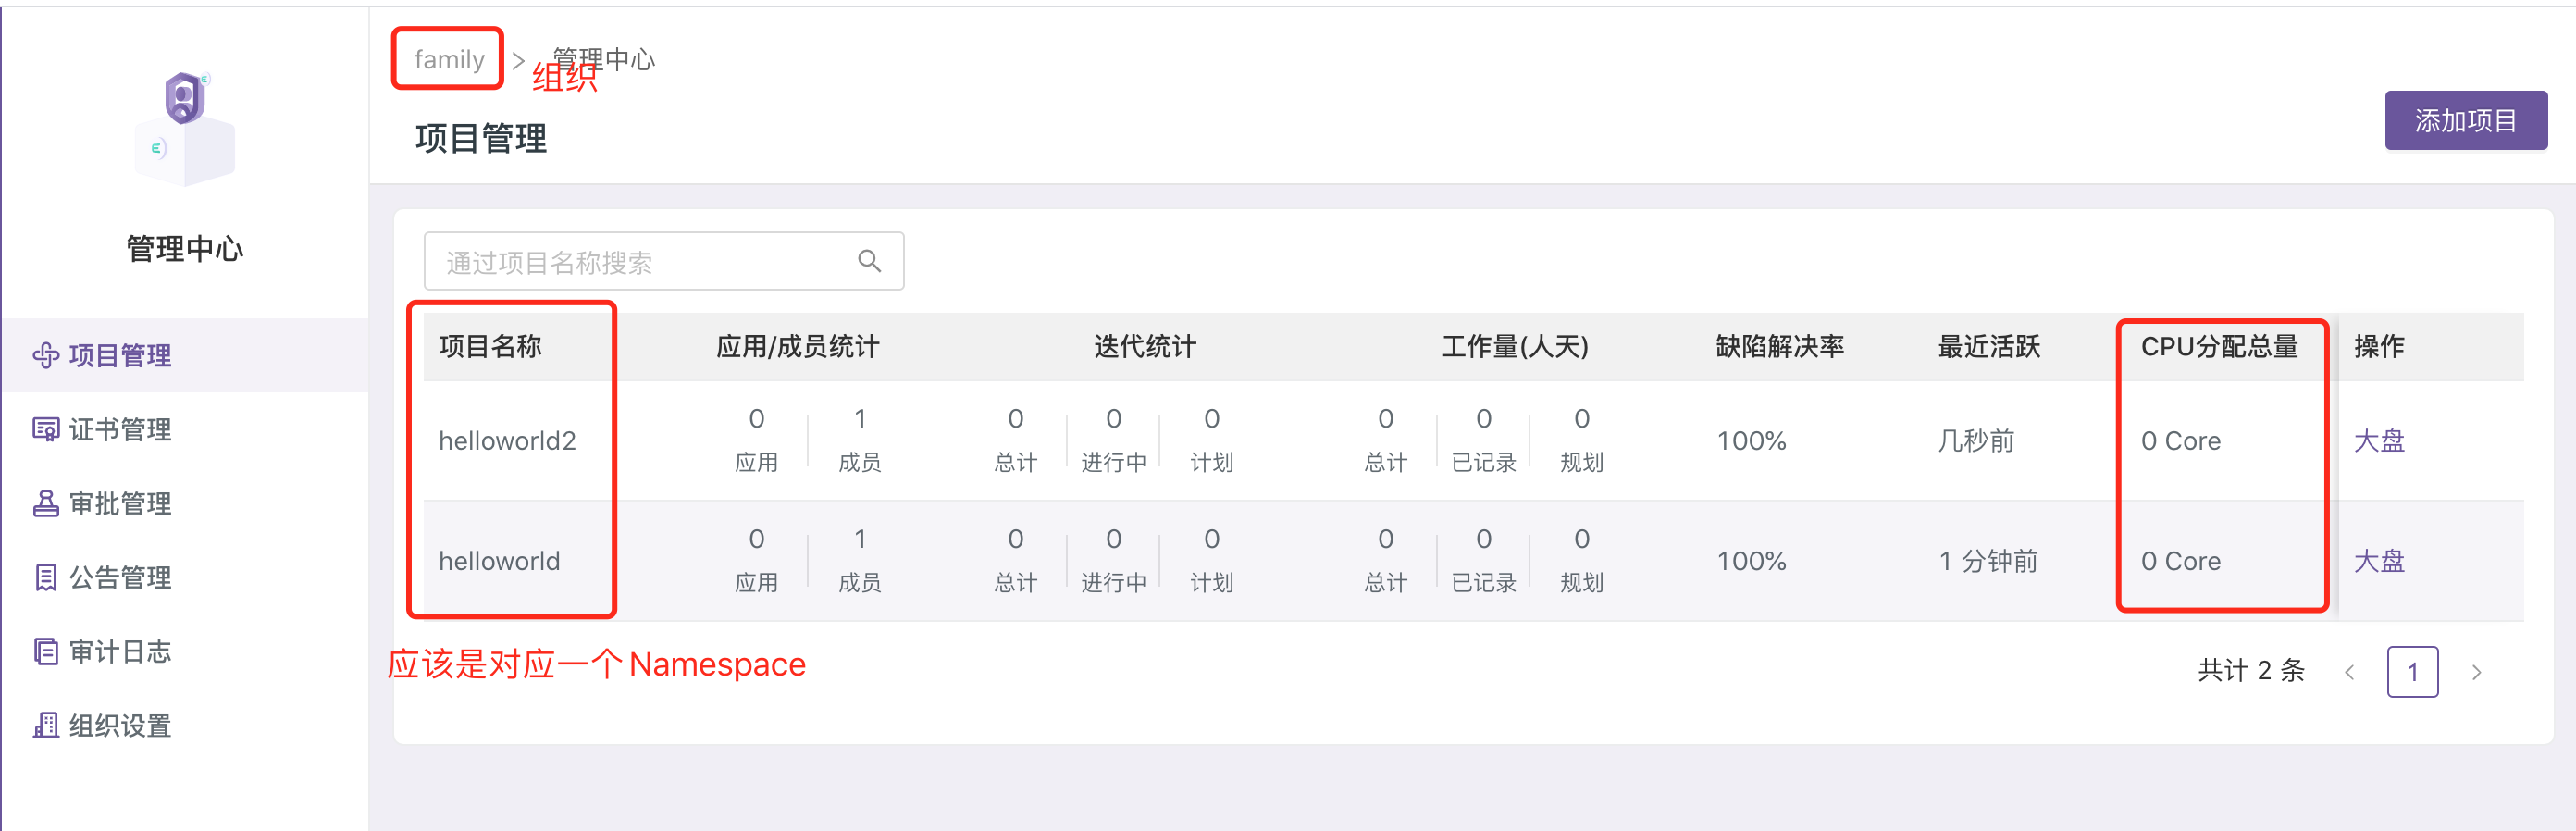 family > 管理中心
组织
项目管理
添加项目
管理中心
项目管理
证书管理
审批管理
公告管理
审计日志
组织设置
通过项目名称搜索
项目名称 应用/成员统计 迭代统计 工作量(人天) 缺陷解决率 最近活跃 CPU分配总量 操作
helloworld2 0 应用 1 成员 0 总计 0 进行中 0 计划 0 总计 0 已记录 0 规划 100% 几秒前 0 Core 大盘
helloworld 0 应用 1 成员 0 总计 0 进行中 0 计划 0 总计 0 已记录 0 规划 100% 1 分钟前 0 Core 大盘
应该是对应一个Namespace
共计 2 条 < 1 >